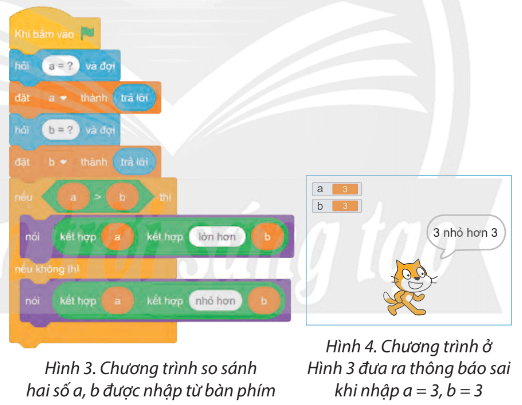 Khi bấm vào
hỏi a = ? và đợi
đặt a thành trả lời
hỏi b = ? và đợi
đặt b thành trả lời
nếu a > b thì
nói kết hợp a kết hợp lớn hơn b
nếu không thì
nói kết hợp a kết hợp nhỏ hơn b
a 3
b 3
3 nhỏ hơn 3
Hình 3. Chương trình so sánh
hai số a, b được nhập từ bàn phím
Hình 4. Chương trình ở
Hình 3 đưa ra thông báo sai
khi nhập a = 3, b = 3